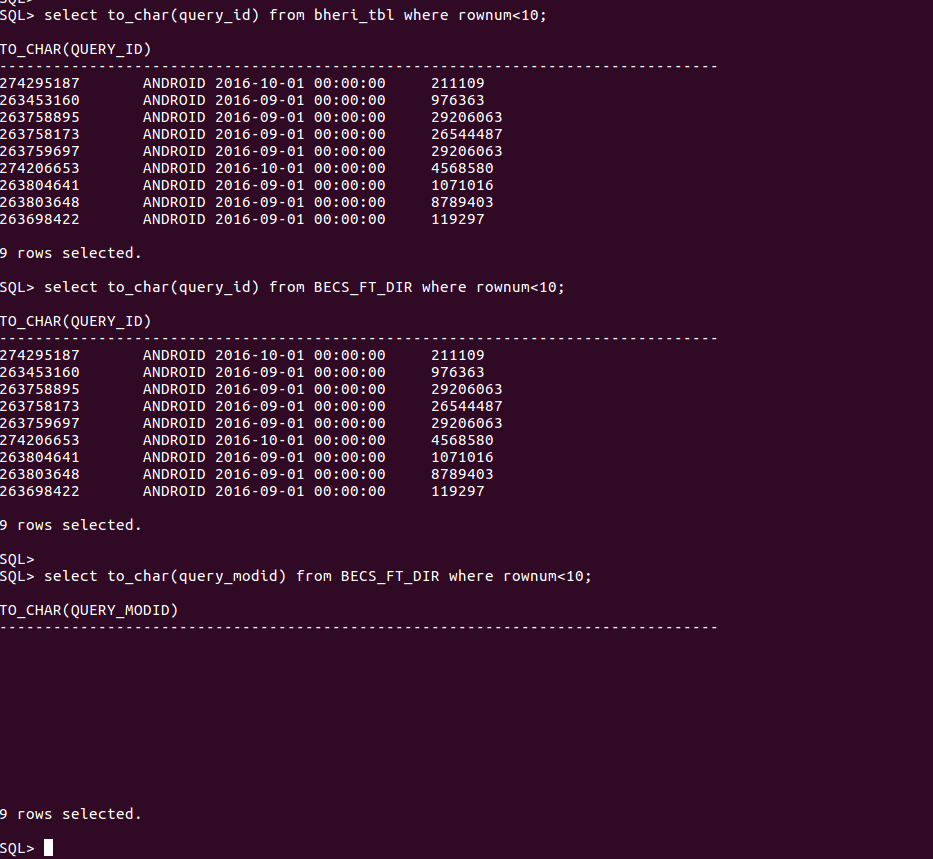 SQL>
SQL> select to_char(query_id) from bheri_tbl where rownum<10;
TO_CHAR(QUERY_ID)
--------------------------------------------------------------------------------
274295187       ANDROID 2016-10-01 00:00:00     211109
263453160       ANDROID 2016-09-01 00:00:00     976363
263758895       ANDROID 2016-09-01 00:00:00     29206063
263758173       ANDROID 2016-09-01 00:00:00     26544487
263759697       ANDROID 2016-09-01 00:00:00     29206063
274206653       ANDROID 2016-10-01 00:00:00     4568580
263804641       ANDROID 2016-09-01 00:00:00     1071016
263803648       ANDROID 2016-09-01 00:00:00     8789403
263698422       ANDROID 2016-09-01 00:00:00     119297
9 rows selected.
SQL> select to_char(query_id) from BECS_FT_DIR where rownum<10;
TO_CHAR(QUERY_ID)
--------------------------------------------------------------------------------
274295187       ANDROID 2016-10-01 00:00:00     211109
263453160       ANDROID 2016-09-01 00:00:00     976363
263758895       ANDROID 2016-09-01 00:00:00     29206063
263758173       ANDROID 2016-09-01 00:00:00     26544487
263759697       ANDROID 2016-09-01 00:00:00     29206063
274206653       ANDROID 2016-10-01 00:00:00     4568580
263804641       ANDROID 2016-09-01 00:00:00     1071016
263803648       ANDROID 2016-09-01 00:00:00     8789403
263698422       ANDROID 2016-09-01 00:00:00     119297
9 rows selected.
SQL>
SQL> select to_char(query_modid) from BECS_FT_DIR where rownum<10;
TO_CHAR(QUERY_MODID)
--------------------------------------------------------------------------------
9 rows selected.
SQL>